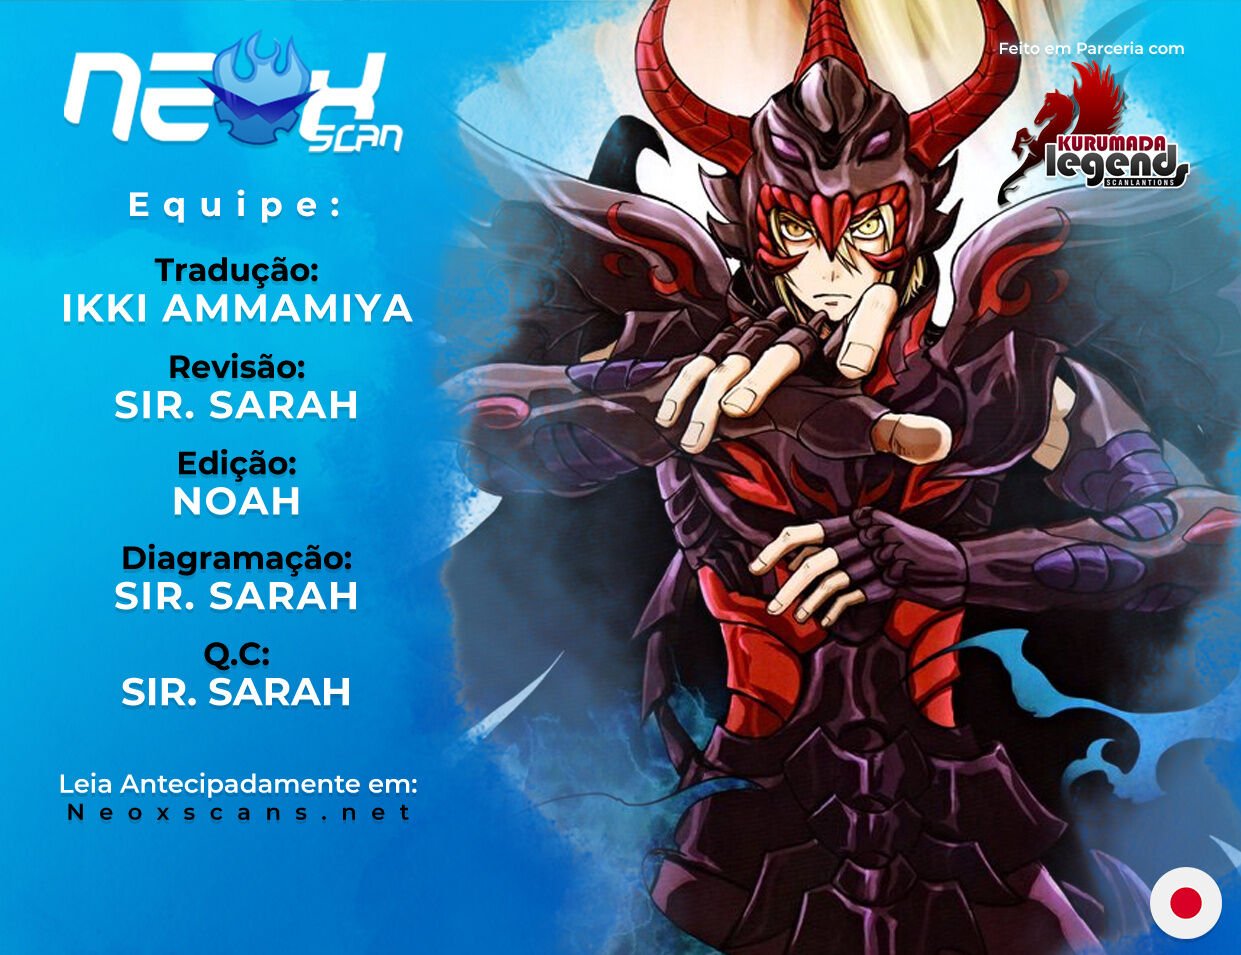 NEOX
SCAN
Equipe:
Tradução:
IKKI AMMAMIYA
Revisão:
SIR. SARAH
Edição:
NOAH
Diagramação:
SIR. SARAH
Q.C:
SIR. SARAH
Leia Antecipadamente em:
Neoxscans.net
Feito em Parceria com
KURUMADA
legends
SCANLANTIONS